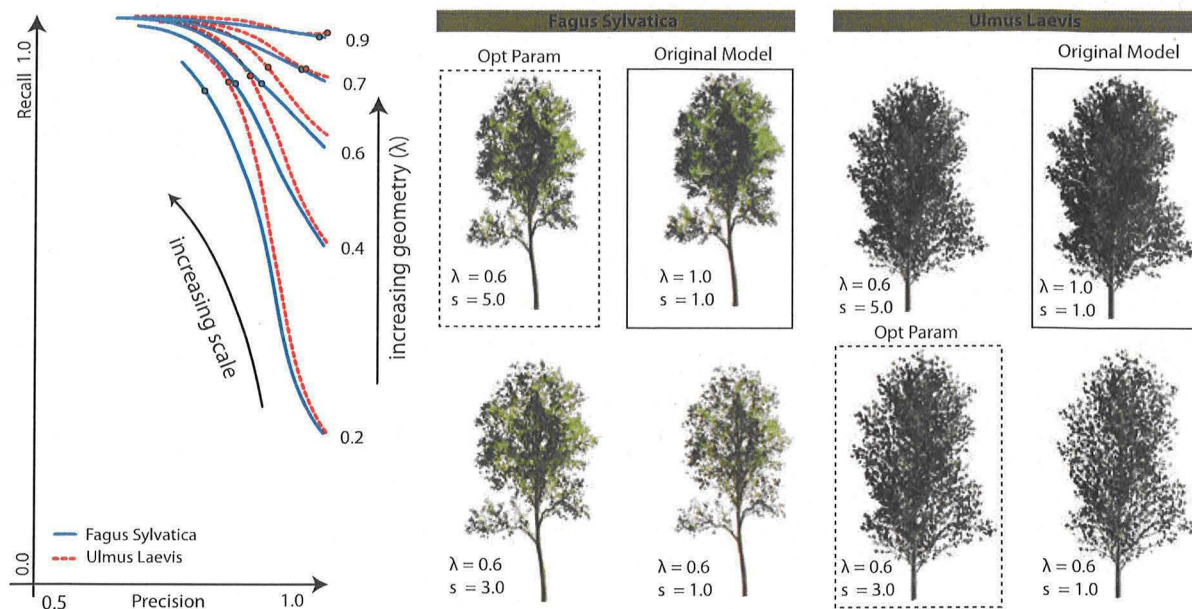 Recall 1.0
0.0
0.5
Precision
1.0
0.9
0.7
0.6
0.4
0.2
increasing scale
increasing geometry (λ)
Fagus Sylvatica
Ulmus Laevis
Fagus Sylvatica
Opt Param
Original Model
λ = 0.6
s = 5.0
λ = 1.0
s = 1.0
λ = 0.6
s = 3.0
λ = 0.6
s = 1.0
Ulmus Laevis
Original Model
λ = 0.6
s = 5.0
λ = 1.0
s = 1.0
Opt Param
λ = 0.6
s = 3.0
λ = 0.6
s = 1.0